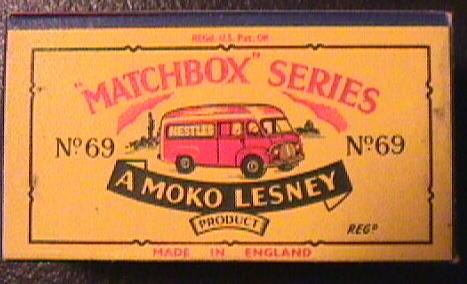 REGd. U.S. Pat. Off.
"MATCHBOX" SERIES
Nº69
NESTLES
Nº69
A MOKO LESNEY
PRODUCT
REGD
MADE IN ENGLAND